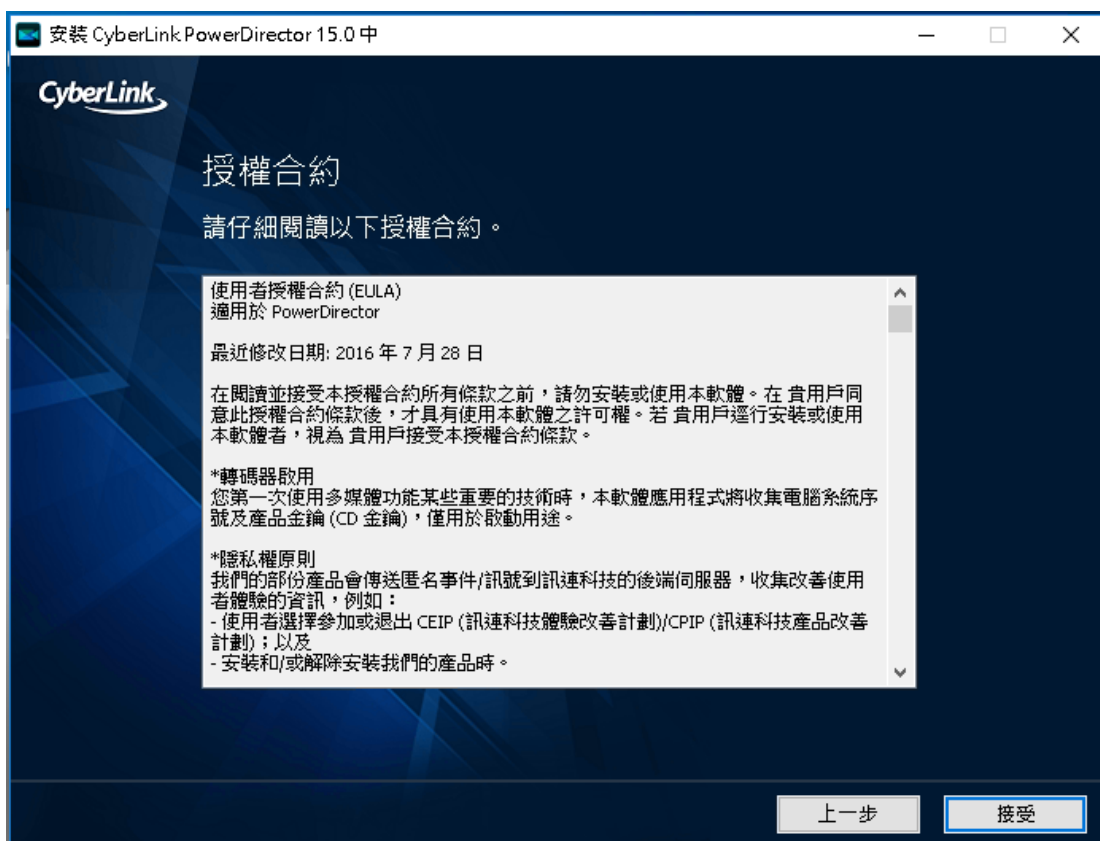 安裝 CyberLink PowerDirector 15.0 中
CyberLink
授權合約
請仔細閱讀以下授權合約。
使用者授權合約 (EULA)
適用於 PowerDirector
最近修改日期: 2016 年 7 月 28 日
在閱讀並接受本授權合約所有條款之前，請勿安裝或使用本軟體。在 貴用戶同
意此授權合約條款後，才具有使用本軟體之許可權。若 貴用戶逕行安裝或使用
本軟體者，視為 貴用戶接受本授權合約條款。
*轉碼器啟用
您第一次使用多媒體功能某些重要的技術時，本軟體應用程式將收集電腦系統序
號及產品金鑰 (CD 金鑰)，僅用於啟動用途。
*隱私權原則
我們的部份產品會傳送匿名事件/訊號到訊連科技的後端伺服器，收集改善使用
者體驗的資訊，例如：
- 使用者選擇參加或退出 CEIP (訊連科技體驗改善計劃)/CPIP (訊連科技產品改善
計劃)；以及
- 安裝和/或解除安裝我們的產品時。
上一步
接受